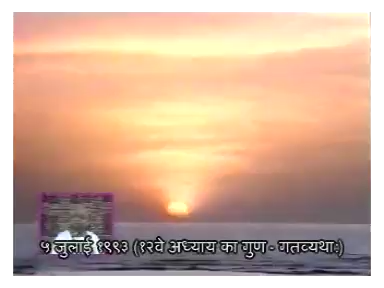 ५ जुलाई १९९३ (१२वे अध्याय का गुण - गतव्यथाः)